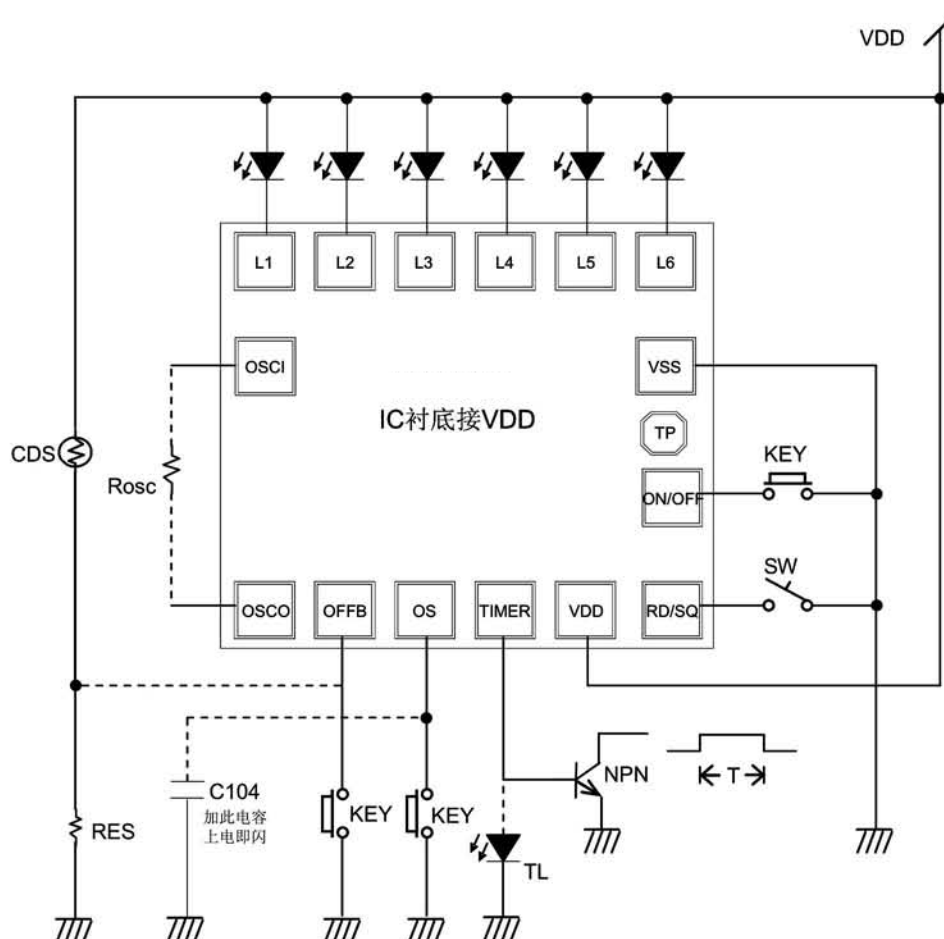 VDD
L1 L2 L3 L4 L5 L6
OSCI
VSS
IC衬底接VDD
TP
CDS
Rosc
KEY
ON/OFF
SW
OSCO OFFB OS TIMER VDD RD/SQ
NPN
T
C104
加此电容
上电即闪
KEY
KEY
RES
TL